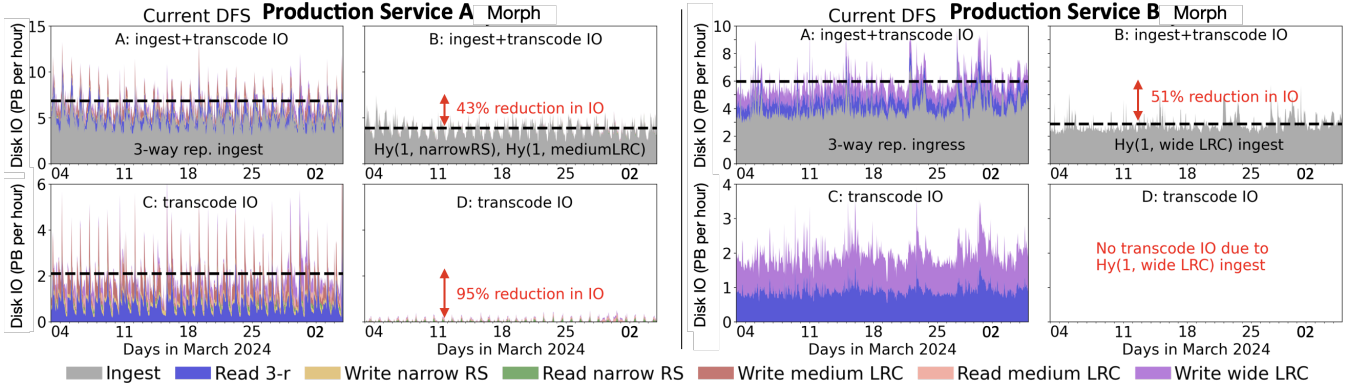 Production Service A
Current DFS
Morph
A: ingest+transcode IO
B: ingest+transcode IO
Disk IO (PB per hour)
15
10
5
0
43% reduction in IO
3-way rep. ingest
Hy(1, narrowRS), Hy(1, mediumLRC)
04 11 18 25 02
04 11 18 25 02
C: transcode IO
D: transcode IO
Disk IO (PB per hour)
6
4
2
0
95% reduction in IO
04 11 18 25 02
04 11 18 25 02
Days in March 2024
Days in March 2024
Production Service B
Current DFS
Morph
A: ingest+transcode IO
B: ingest+transcode IO
Disk IO (PB per hour)
10
8
6
4
2
0
51% reduction in IO
3-way rep. ingress
Hy(1, wide LRC) ingest
04 11 18 25 02
04 11 18 25 02
C: transcode IO
D: transcode IO
Disk IO (PB per hour)
4
3
2
1
0
No transcode IO due to
Hy(1, wide LRC) ingest
04 11 18 25 02
04 11 18 25 02
Days in March 2024
Days in March 2024
Ingest Read 3-r Write narrow RS Read narrow RS Write medium LRC Read medium LRC Write wide LRC